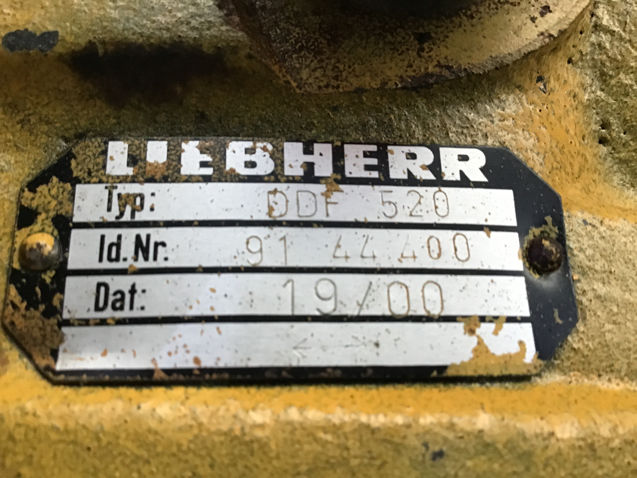 LIEBHERR
Typ: DDF 520
Id.Nr. 91 44 400
Dat: 19/00